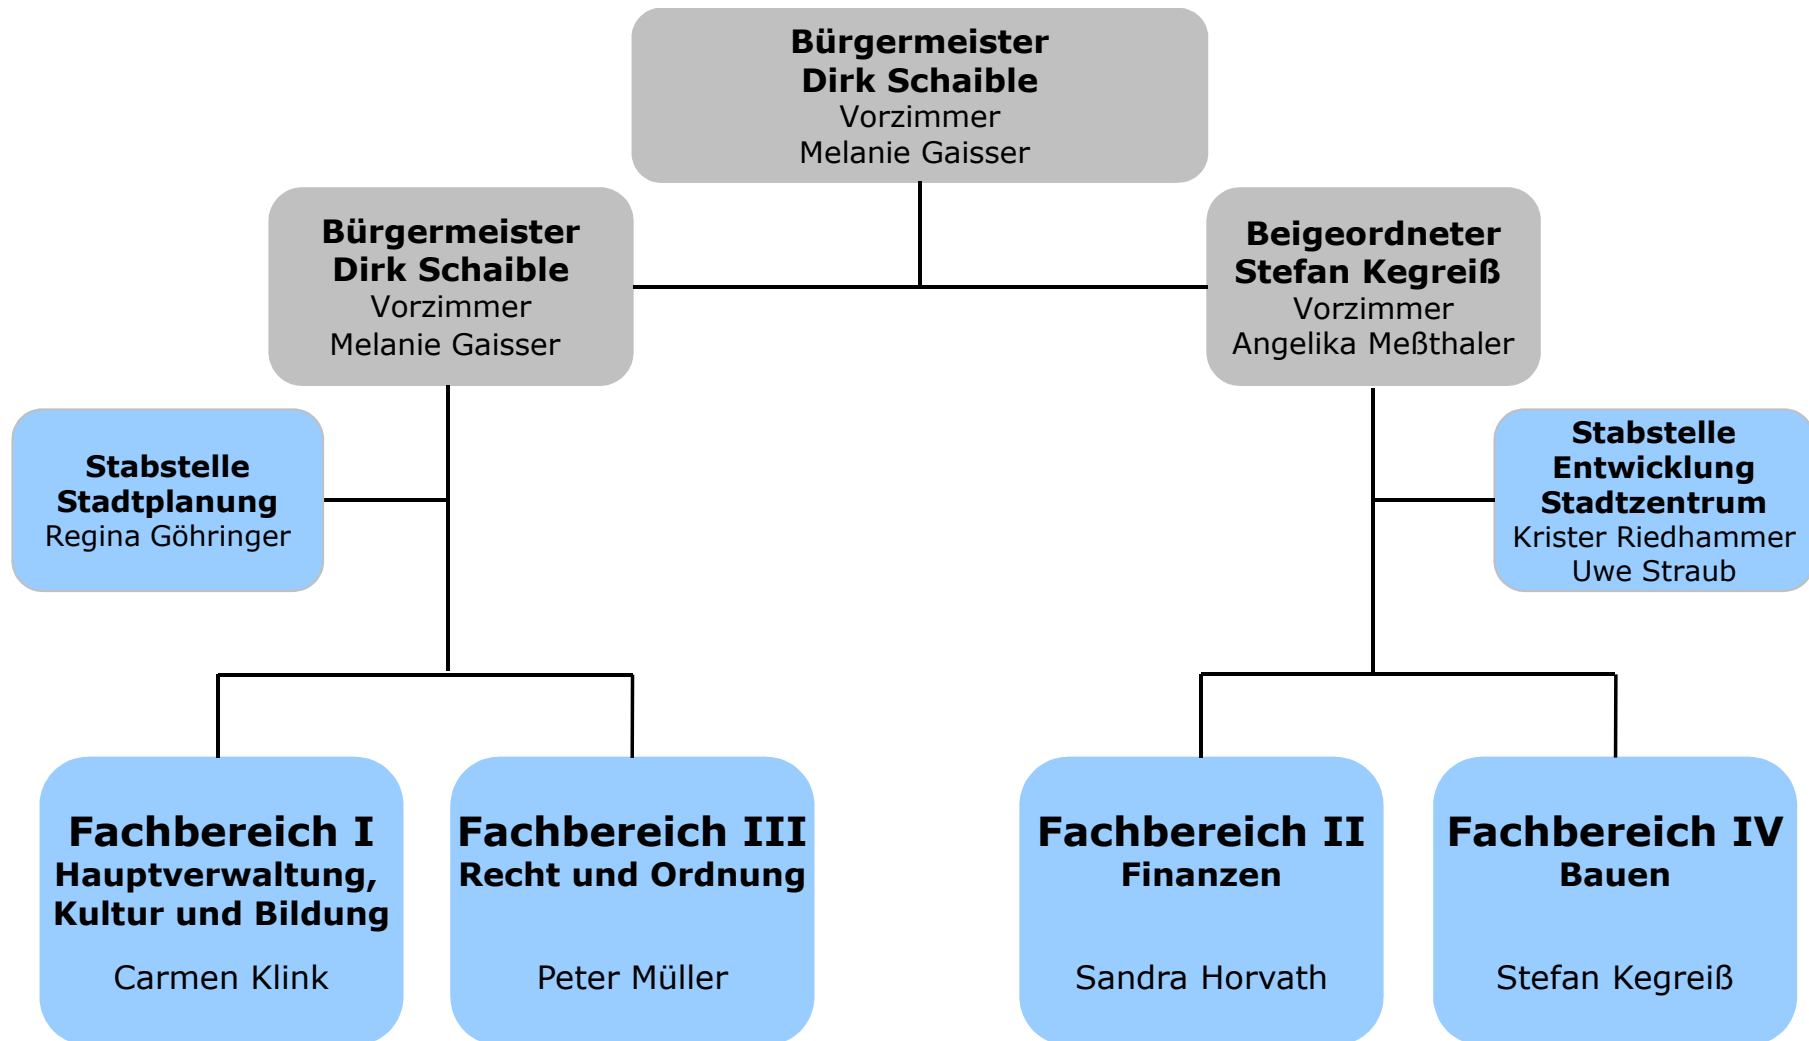 Bürgermeister
Dirk Schaible
Vorzimmer
Melanie Gaisser
Bürgermeister
Dirk Schaible
Vorzimmer
Melanie Gaisser
Beigeordneter
Stefan Kegreiß
Vorzimmer
Angelika Meßthaler
Stabstelle
Stadtplanung
Regina Göhringer
Stabstelle
Entwicklung
Stadtzentrum
Krister Riedhammer
Uwe Straub
Fachbereich I
Hauptverwaltung,
Kultur und Bildung
Carmen Klink
Fachbereich III
Recht und Ordnung
Peter Müller
Fachbereich II
Finanzen
Sandra Horvath
Fachbereich IV
Bauen
Stefan Kegreiß